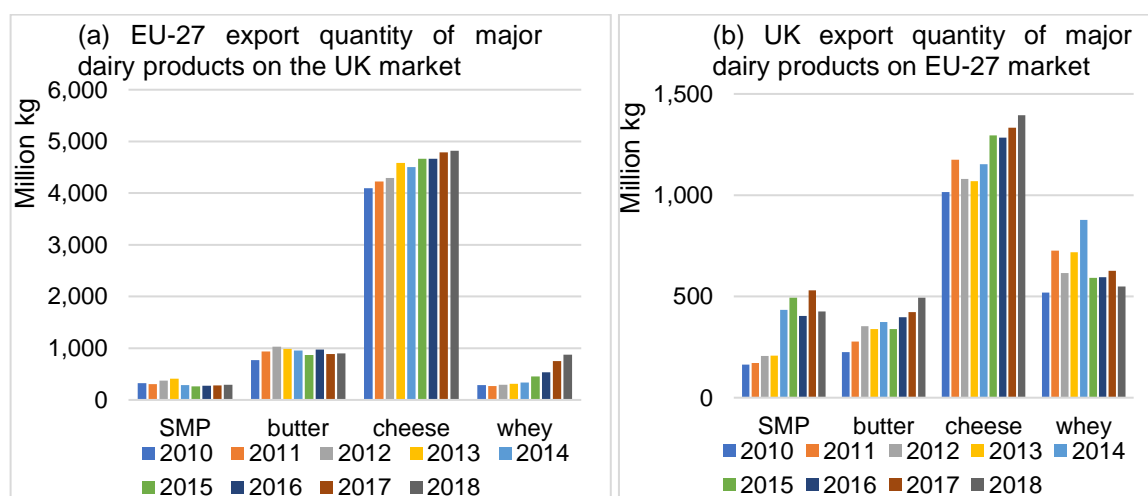 (a) EU-27 export quantity of major
dairy products on the UK market
6,000
5,000
4,000
3,000
2,000
1,000
0
Million kg
SMP butter cheese whey
2010 2011 2012 2013 2014
2015 2016 2017 2018
(b) UK export quantity of major
dairy products on EU-27 market
1,500
1,000
500
0
Million kg
SMP butter cheese whey
2010 2011 2012 2013 2014
2015 2016 2017 2018